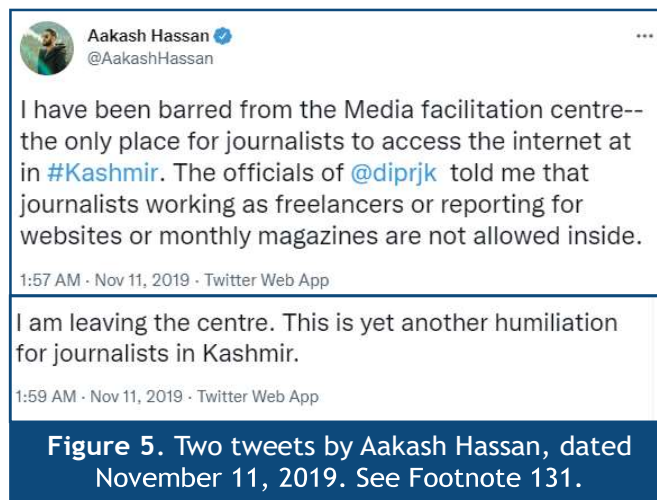 Aakash Hassan
@AakashHassan
I have been barred from the Media facilitation centre--
the only place for journalists to access the internet at
in #Kashmir. The officials of @diprjk told me that
journalists working as freelancers or reporting for
websites or monthly magazines are not allowed inside.
1:57 AM · Nov 11, 2019 · Twitter Web App
I am leaving the centre. This is yet another humiliation
for journalists in Kashmir.
1:59 AM · Nov 11, 2019 · Twitter Web App
Figure 5. Two tweets by Aakash Hassan, dated
November 11, 2019. See Footnote 131.